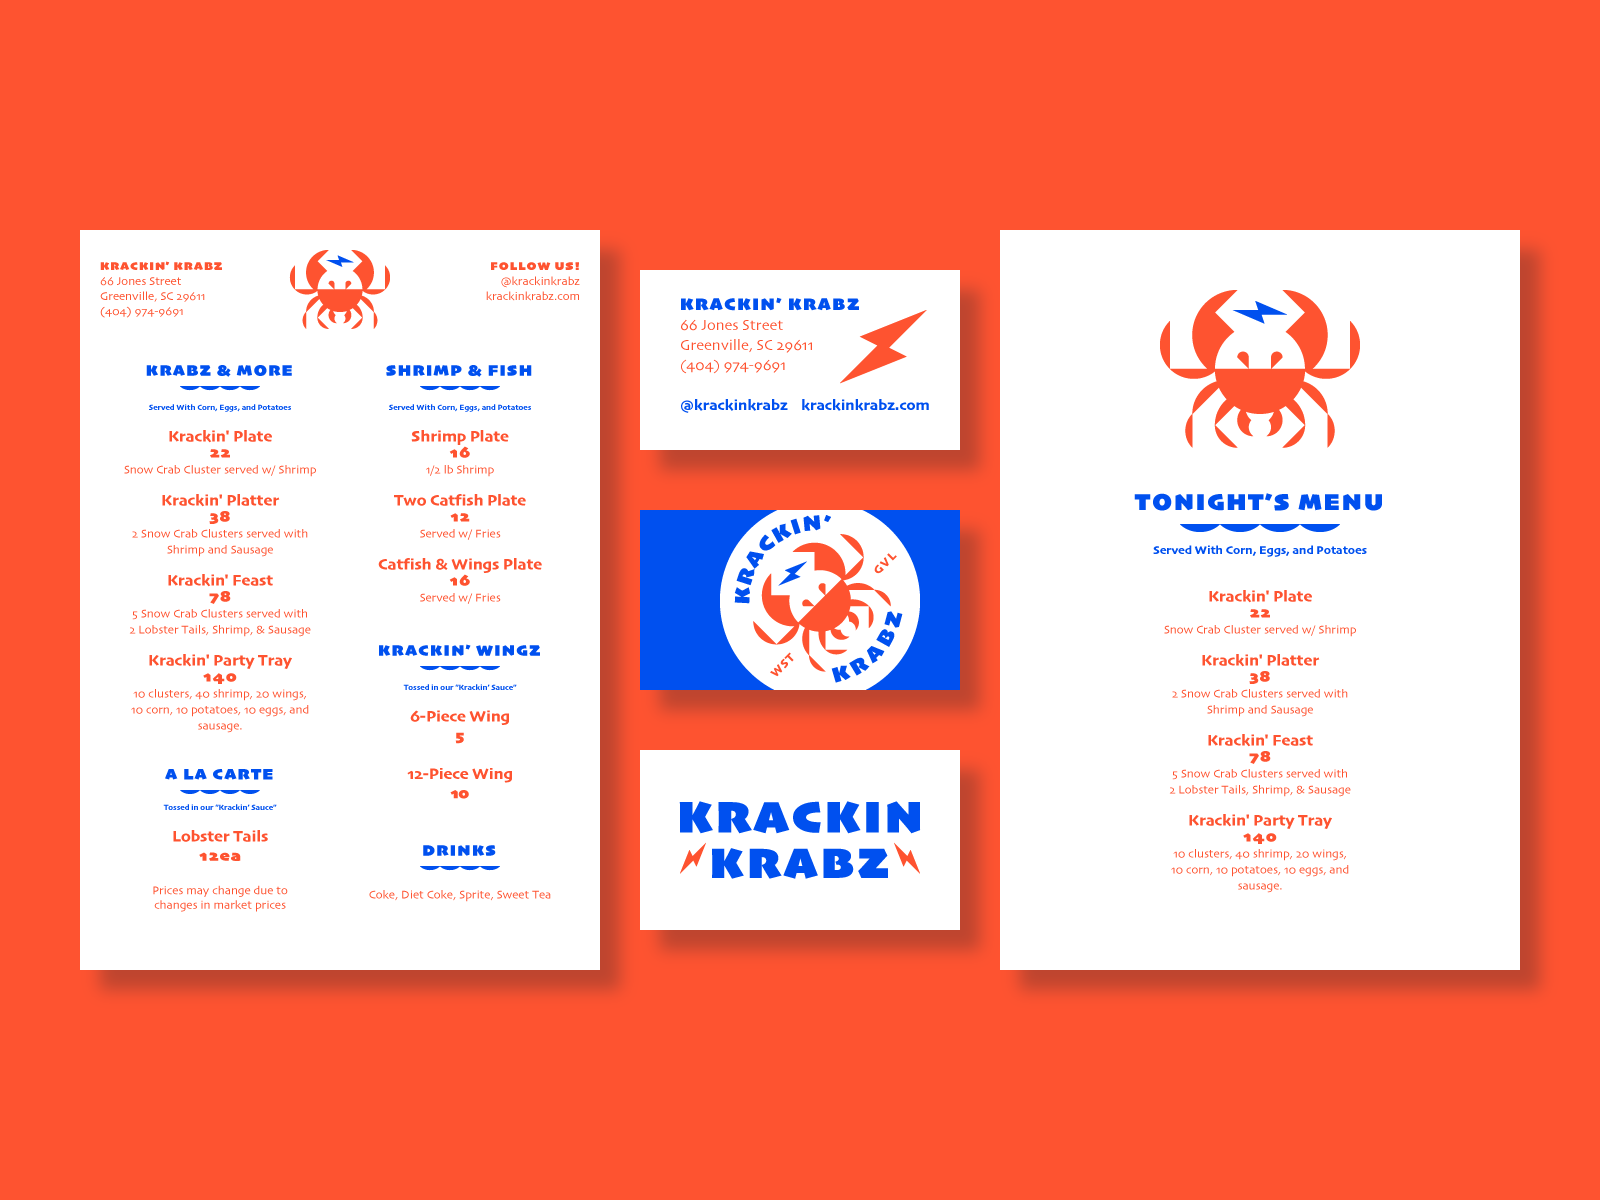 KRACKIN' KRABZ
66 Jones Street
Greenville, SC 29611
(404) 974-9691
FOLLOW US!
@krackinkrabz
krackinkrabz.com
KRABZ & MORE
Served With Corn, Eggs, and Potatoes
Krackin' Plate
22
Snow Crab Cluster served w/ Shrimp
Krackin' Platter
38
2 Snow Crab Clusters served with
Shrimp and Sausage
Krackin' Feast
78
5 Snow Crab Clusters served with
2 Lobster Tails, Shrimp, & Sausage
Krackin' Party Tray
140
10 clusters, 40 shrimp, 20 wings,
10 corn, 10 potatoes, 10 eggs, and
sausage.
A LA CARTE
Tossed in our "Krackin' Sauce"
Lobster Tails
12ea
Prices may change due to
changes in market prices
SHRIMP & FISH
Served With Corn, Eggs, and Potatoes
Shrimp Plate
16
1/2 lb Shrimp
Two Catfish Plate
12
Served w/ Fries
Catfish & Wings Plate
16
Served w/ Fries
KRACKIN' WINGZ
Tossed in our "Krackin' Sauce"
6-Piece Wing
5
12-Piece Wing
10
DRINKS
Coke, Diet Coke, Sprite, Sweet Tea
KRACKIN' KRABZ
66 Jones Street
Greenville, SC 29611
(404) 974-9691
@krackinkrabz krackinkrabz.com
KRACKIN'
GVL
WST
KRABZ
KRACKIN
KRABZ
TONIGHT'S MENU
Served With Corn, Eggs, and Potatoes
Krackin' Plate
22
Snow Crab Cluster served w/ Shrimp
Krackin' Platter
38
2 Snow Crab Clusters served with
Shrimp and Sausage
Krackin' Feast
78
5 Snow Crab Clusters served with
2 Lobster Tails, Shrimp, & Sausage
Krackin' Party Tray
140
10 clusters, 40 shrimp, 20 wings,
10 corn, 10 potatoes, 10 eggs, and
sausage.